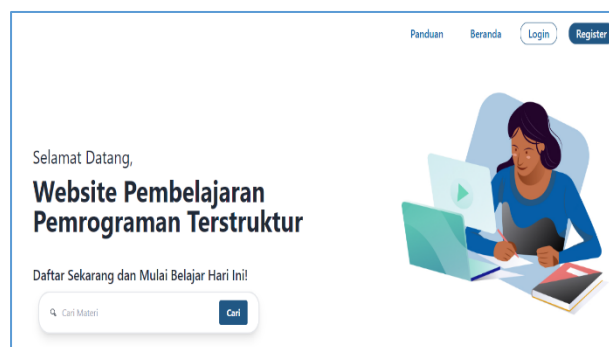 Panduan Beranda Login Register
Selamat Datang,
Website Pembelajaran
Pemrograman Terstruktur
Daftar Sekarang dan Mulai Belajar Hari Ini!
Cari Materi Cari